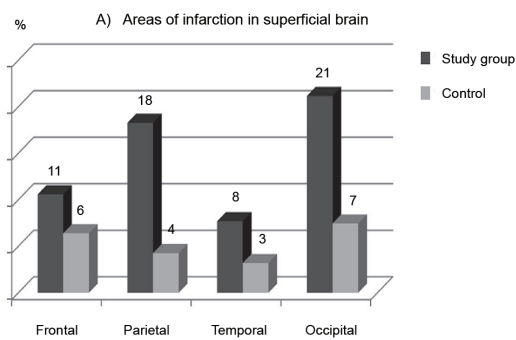 A) Areas of infarction in superficial brain
%
Study group
Control
11
6
18
4
8
3
21
7
Frontal
Parietal
Temporal
Occipital